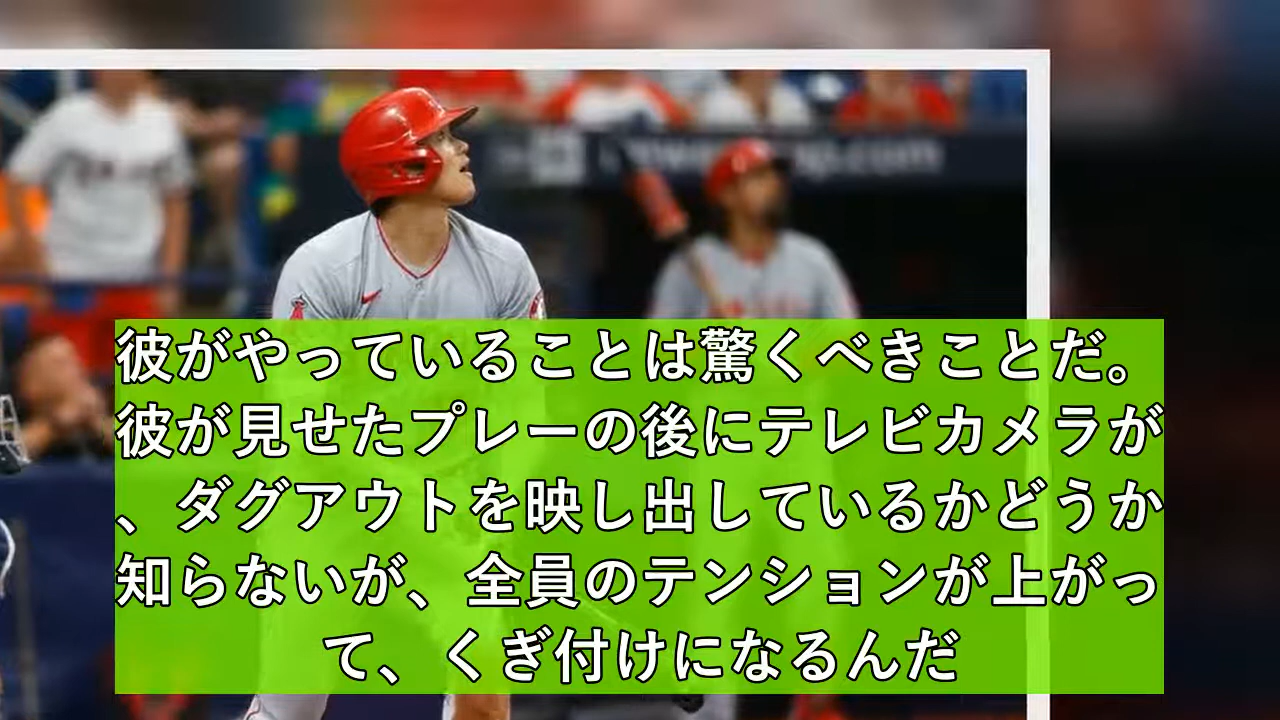 彼がやっていることは驚くべきことだ。
彼が見せたプレーの後にテレビカメラが
、ダグアウトを映し出しているかどうか
知らないが、全員のテンションが上がっ
て、くぎ付けになるんだ